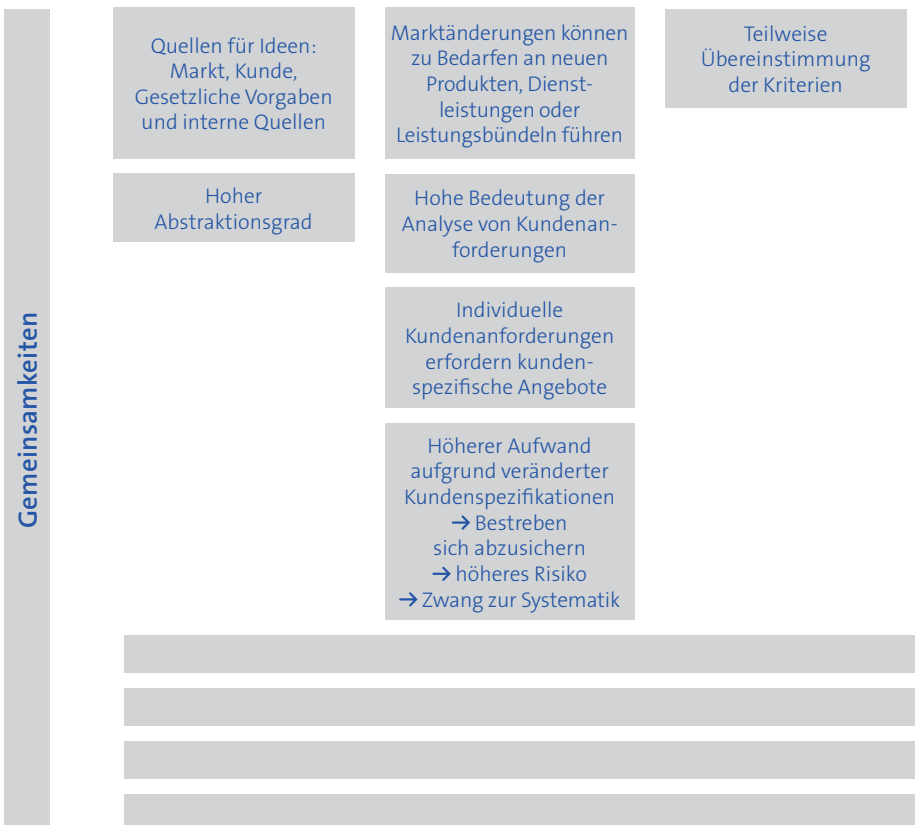 Gemeinsamkeiten
Quellen für Ideen:
Markt, Kunde,
Gesetzliche Vorgaben
und interne Quellen
Hoher
Abstraktionsgrad
Marktänderungen können
zu Bedarfen an neuen
Produkten, Dienst-
leistungen oder
Leistungsbündeln führen
Hohe Bedeutung der
Analyse von Kundenan-
forderungen
Individuelle
Kundenanforderungen
erfordern kunden-
spezifische Angebote
Höherer Aufwand
aufgrund veränderter
Kundenspezifikationen
→ Bestreben
sich abzusichern
→ höheres Risiko
→ Zwang zur Systematik
Teilweise
Übereinstimmung
der Kriterien